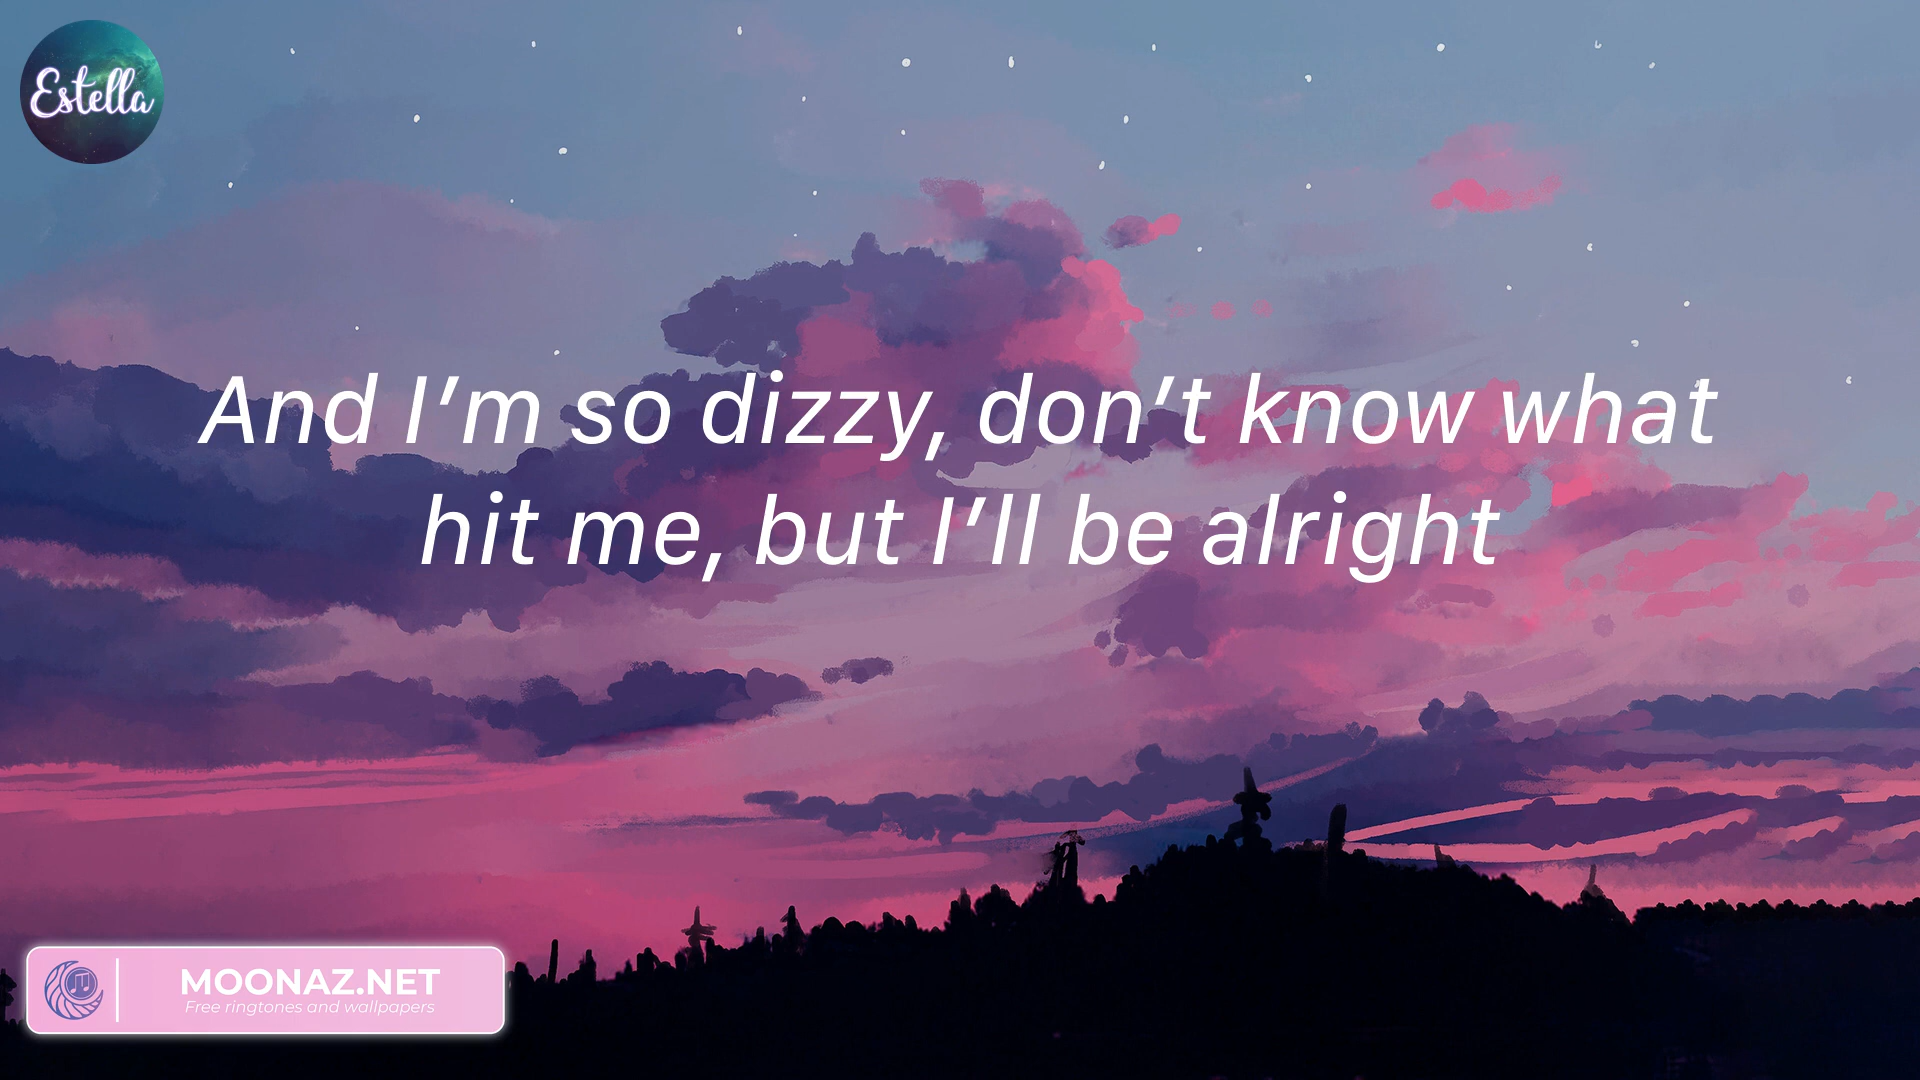 Estella
And I’m so dizzy, don’t know what
hit me, but I’ll be alright
MOONAZ.NET
Free ringtones and wallpapers